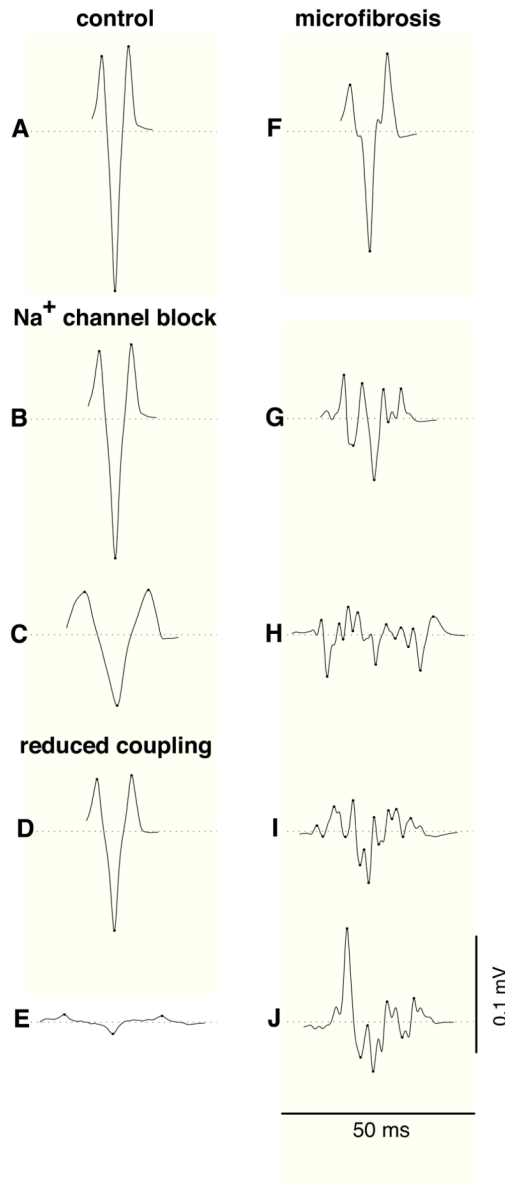 control
microfibrosis
A
F
Na+ channel block
B
G
C
H
reduced coupling
D
I
E
J
0.1 mV
50 ms